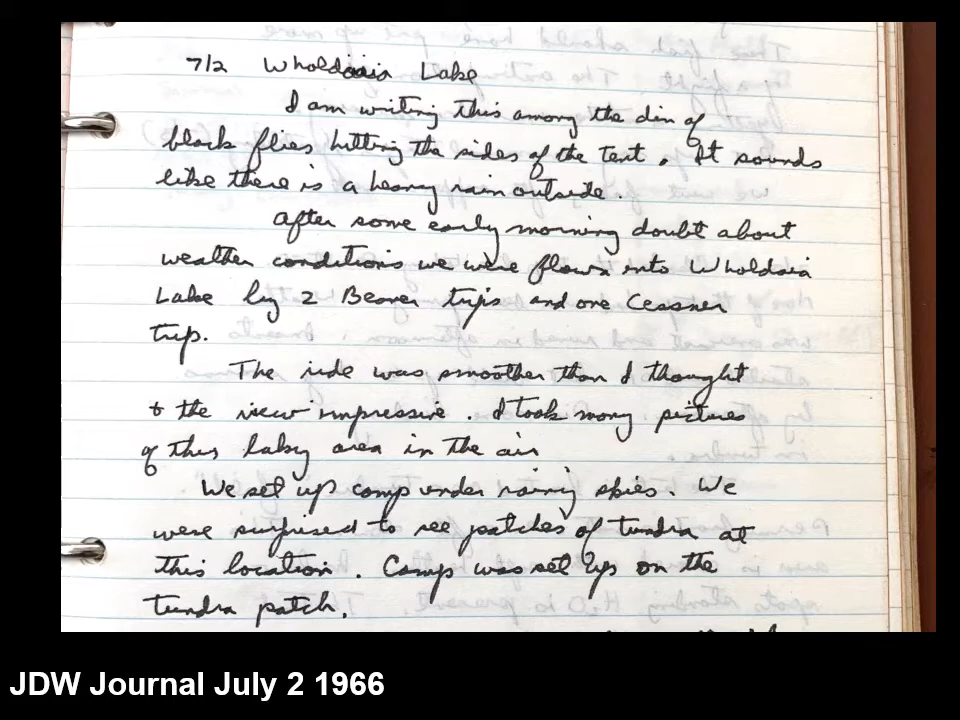 7/2 Wholdaia Lake
I am writing this among the din of
black flies hitting the sides of the tent. It sounds
like there is a heavy rain outside.
After some early morning doubt about
weather conditions we were flown into Wholdaia
Lake by 2 Beaver trips and one Cessner
trip.
The ride was smoother than I thought
+ the view impressive. I took many pictures
of this laky area in the air
We set up camp under rainy skies. We
were surprised to see patches of tundra at
this location. Camp was set up on the
tundra patch.
JDW Journal July 2 1966